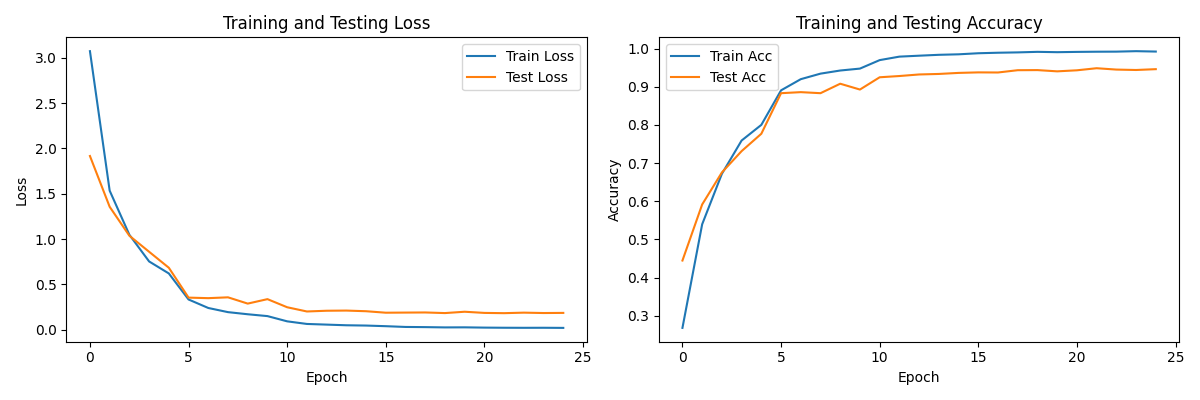 Training and Testing Loss
Train Loss
Test Loss
3.0
2.5
2.0
1.5
1.0
0.5
0.0
Loss
0 5 10 15 20 25
Epoch
Training and Testing Accuracy
Train Acc
Test Acc
1.0
0.9
0.8
0.7
0.6
0.5
0.4
0.3
Accuracy
0 5 10 15 20 25
Epoch